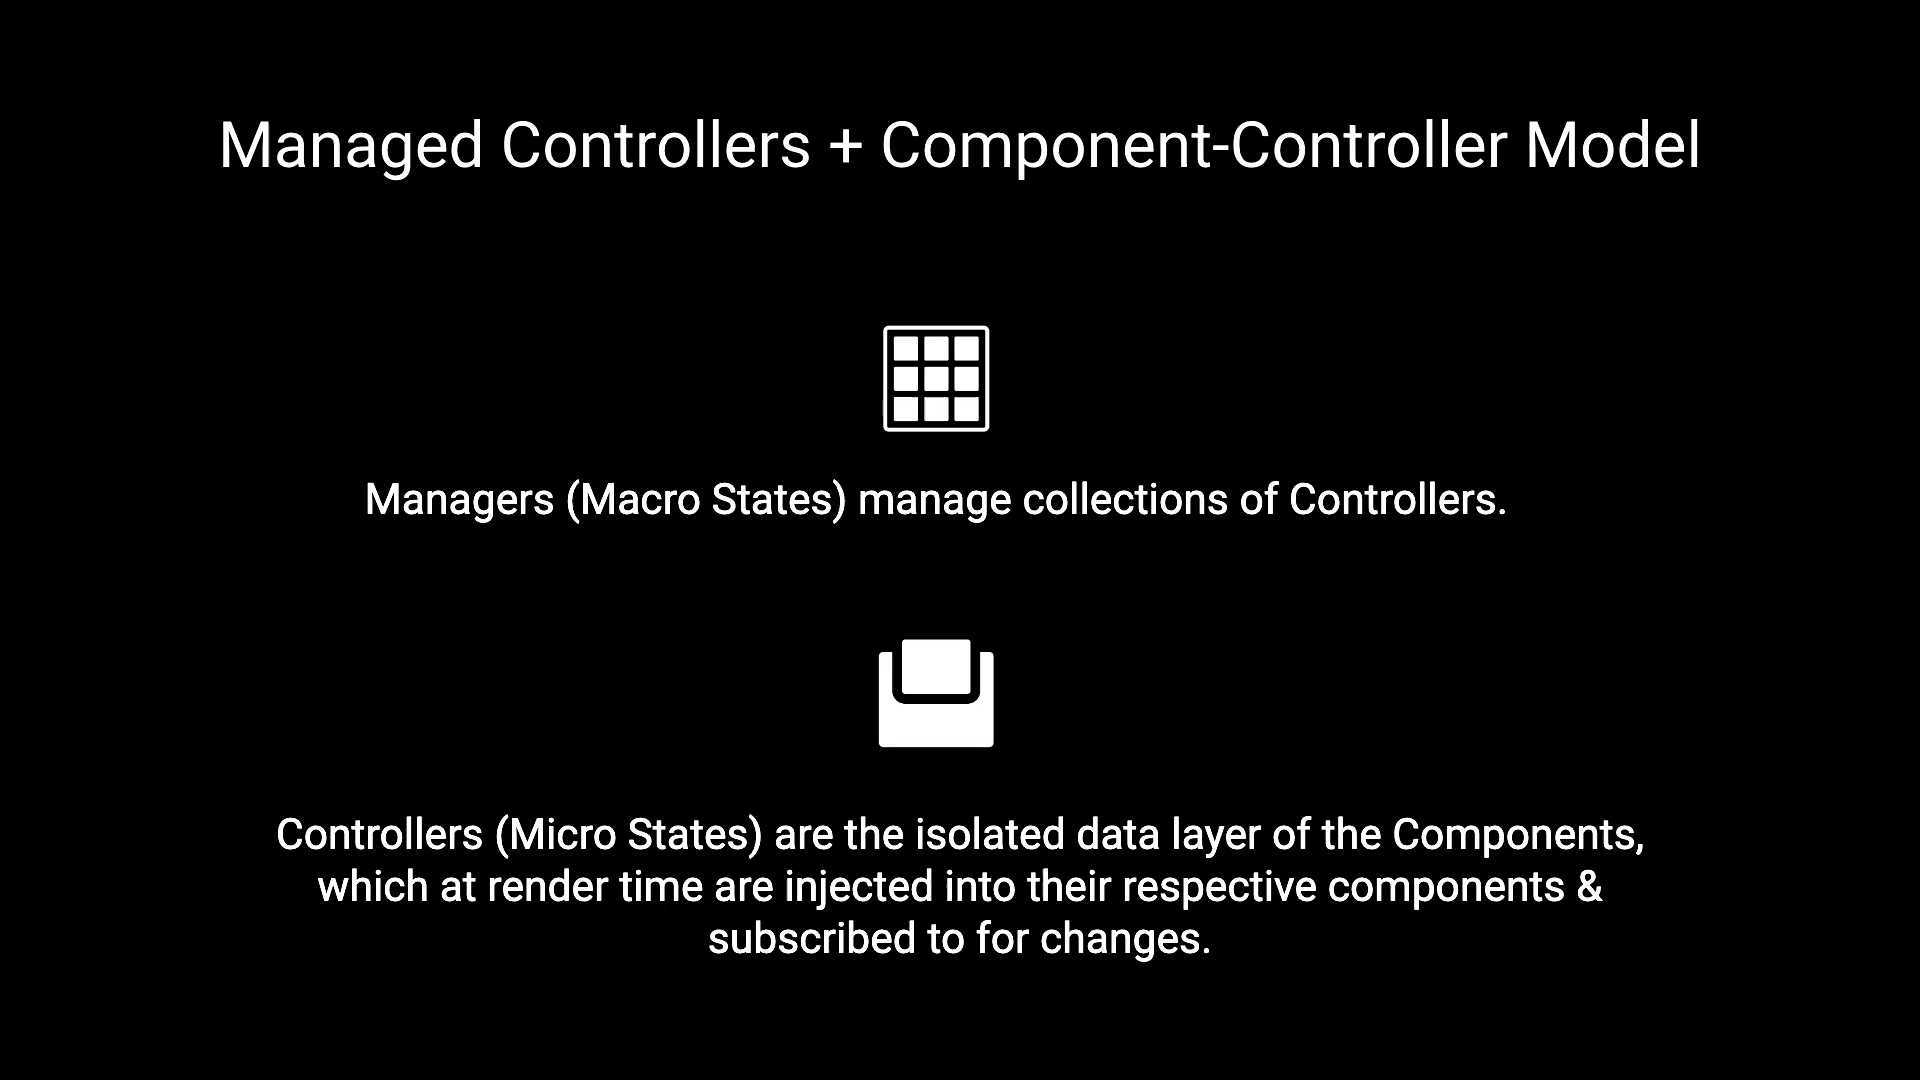 Managed Controllers + Component-Controller Model
Managers (Macro States) manage collections of Controllers.
Controllers (Micro States) are the isolated data layer of the Components,
which at render time are injected into their respective components &
subscribed to for changes.